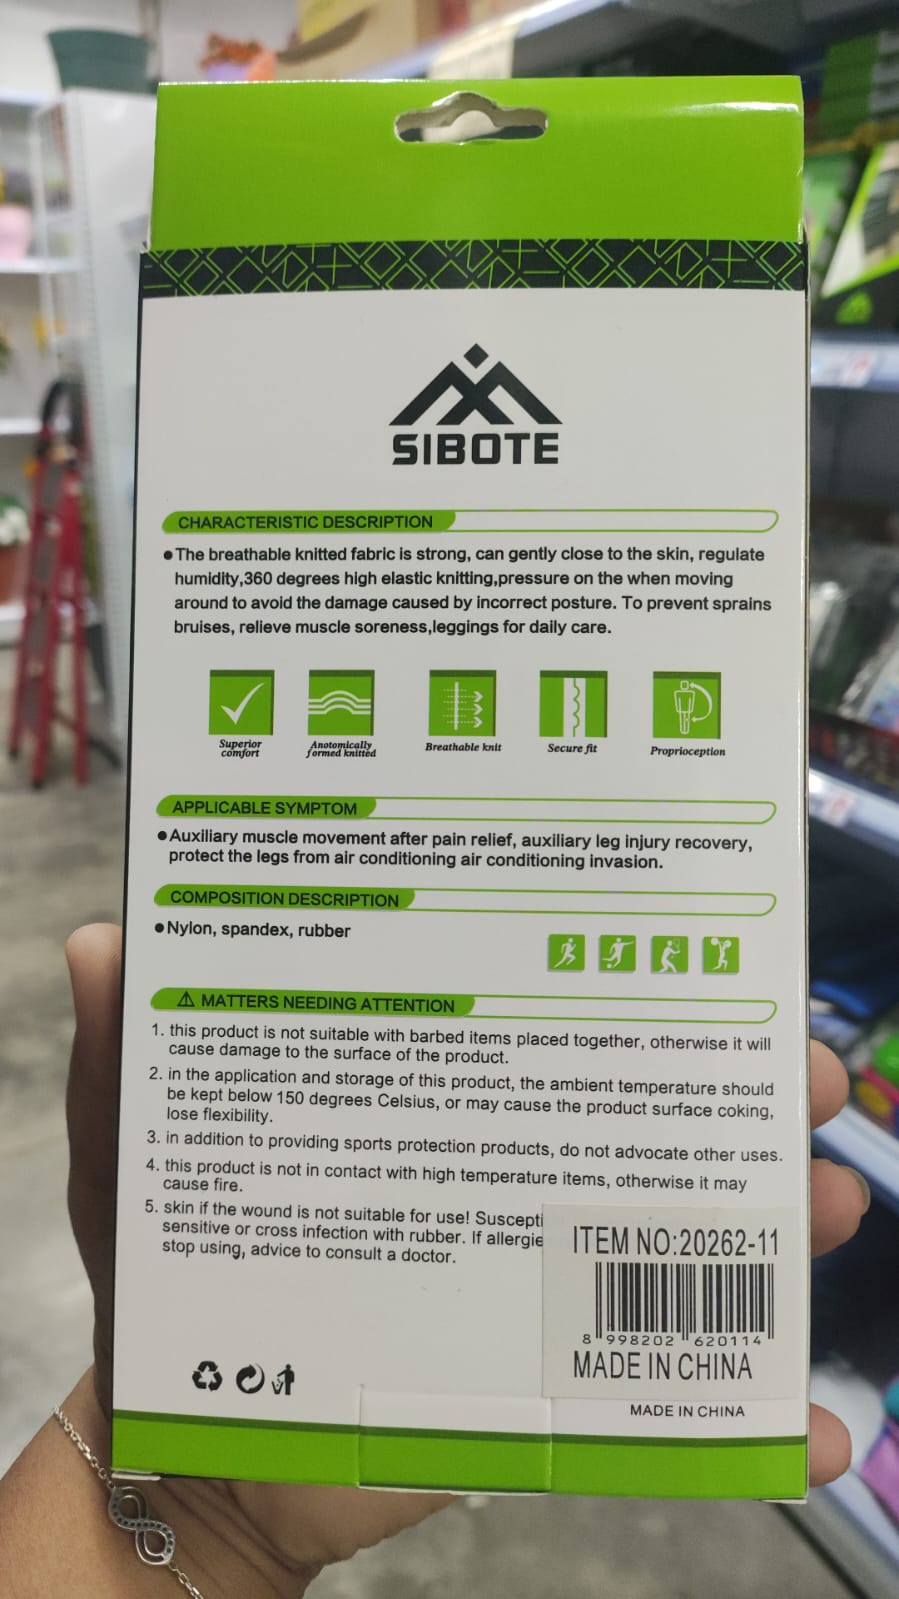 SIBOTE
CHARACTERISTIC DESCRIPTION
●The breathable knitted fabric is strong, can gently close to the skin, regulate
humidity,360 degrees high elastic knitting,pressure on the when moving
around to avoid the damage caused by incorrect posture. To prevent sprains
bruises, relieve muscle soreness,leggings for daily care.
Superior
comfort
Anotomically
formed knitted
Breathable knit
Secure fit
Proprioception
APPLICABLE SYMPTOM
●Auxiliary muscle movement after pain relief, auxiliary leg injury recovery,
protect the legs from air conditioning air conditioning invasion.
COMPOSITION DESCRIPTION
●Nylon, spandex, rubber
⚠ MATTERS NEEDING ATTENTION
1. this product is not suitable with barbed items placed together, otherwise it will
cause damage to the surface of the product.
2. in the application and storage of this product, the ambient temperature should
be kept below 150 degrees Celsius, or may cause the product surface coking,
lose flexibility.
3. in addition to providing sports protection products, do not advocate other uses.
4. this product is not in contact with high temperature items, otherwise it may
cause fire.
5. skin if the wound is not suitable for use! Suscepti
sensitive or cross infection with rubber. If allergie
stop using, advice to consult a doctor.
ITEM NO:20262-11
8 998202 620114
MADE IN CHINA
MADE IN CHINA